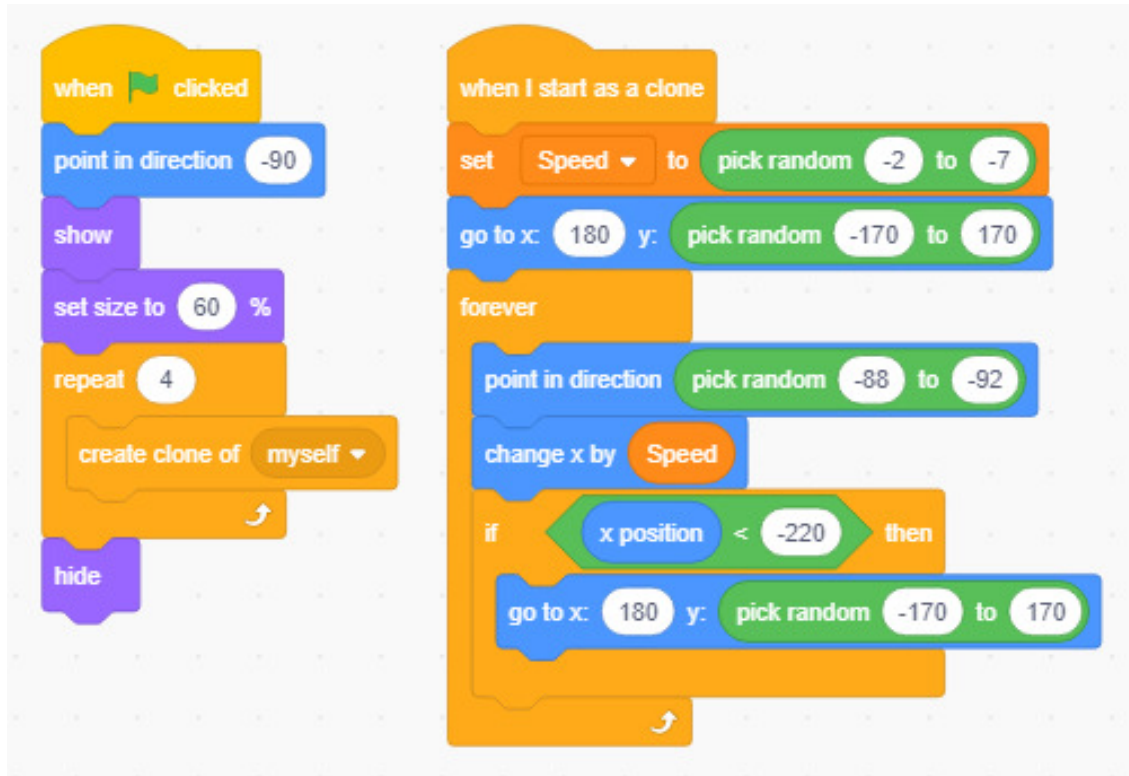 when clicked
point in direction -90
show
set size to 60 %
repeat 4
create clone of myself
hide
when I start as a clone
set Speed to pick random -2 to -7
go to x: 180 y: pick random -170 to 170
forever
point in direction pick random -88 to -92
change x by Speed
if x position < -220 then
go to x: 180 y: pick random -170 to 170